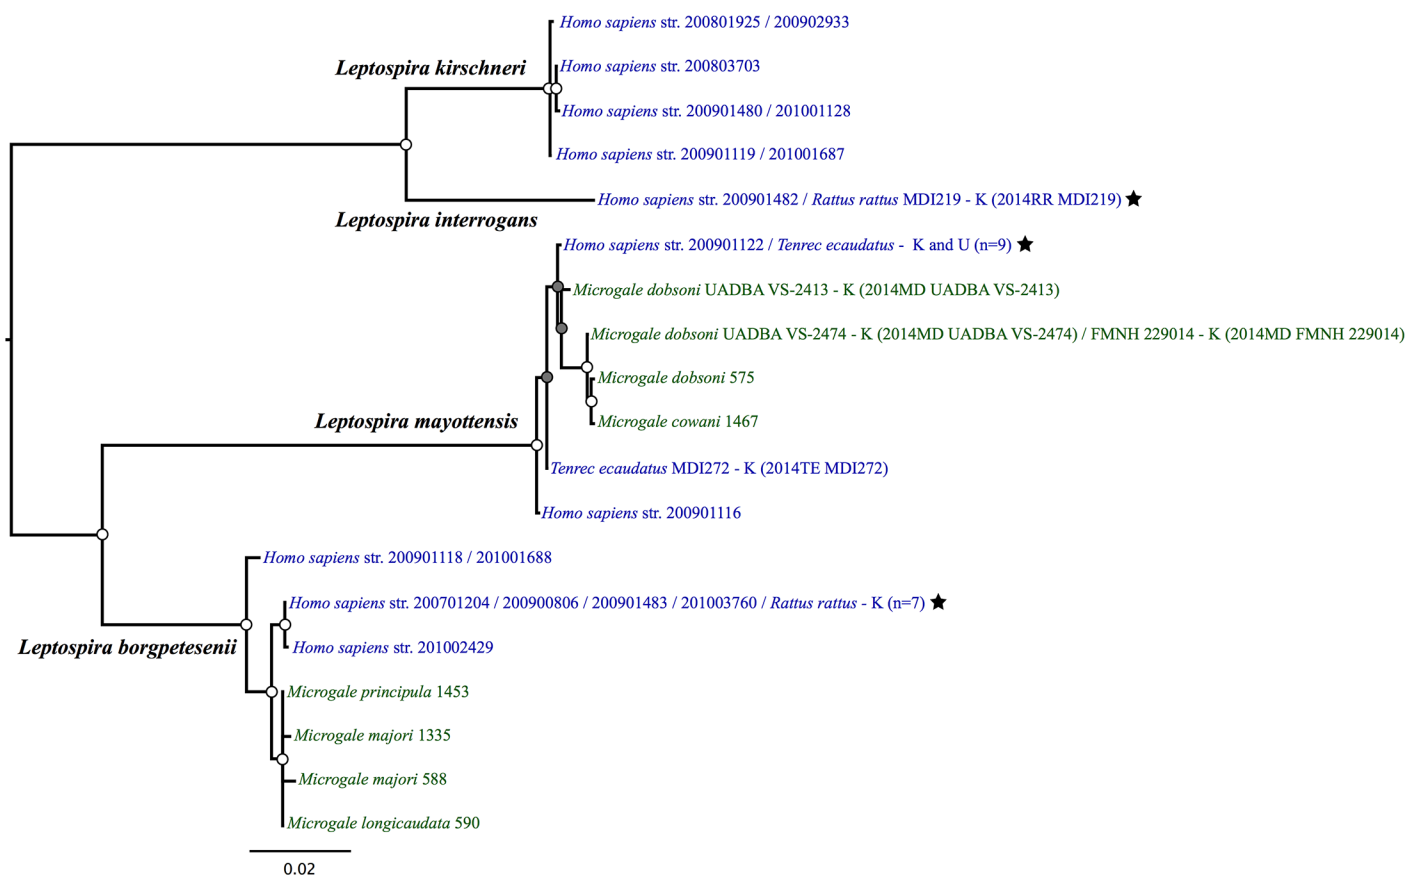 Homo sapiens str. 200801925 / 200902933
Leptospira kirschneri
Homo sapiens str. 200803703
Homo sapiens str. 200901480 / 201001128
Homo sapiens str. 200901119 / 201001687
Homo sapiens str. 200901482 / Rattus rattus MDI219 - K (2014RR MDI219) ★
Leptospira interrogans
Homo sapiens str. 200901122 / Tenrec ecaudatus - K and U (n=9) ★
Microgale dobsoni UADBA VS-2413 - K (2014MD UADBA VS-2413)
Microgale dobsoni UADBA VS-2474 - K (2014MD UADBA VS-2474) / FMNH 229014 - K (2014MD FMNH 229014)
Microgale dobsoni 575
Microgale cowani 1467
Leptospira mayottensis
Tenrec ecaudatus MDI272 - K (2014TE MDI272)
Homo sapiens str. 200901116
Homo sapiens str. 200901118 / 201001688
Homo sapiens str. 200701204 / 200900806 / 200901483 / 201003760 / Rattus rattus - K (n=7) ★
Leptospira borgpetesenii
Homo sapiens str. 201002429
Microgale principula 1453
Microgale majori 1335
Microgale majori 588
Microgale longicaudata 590
0.02